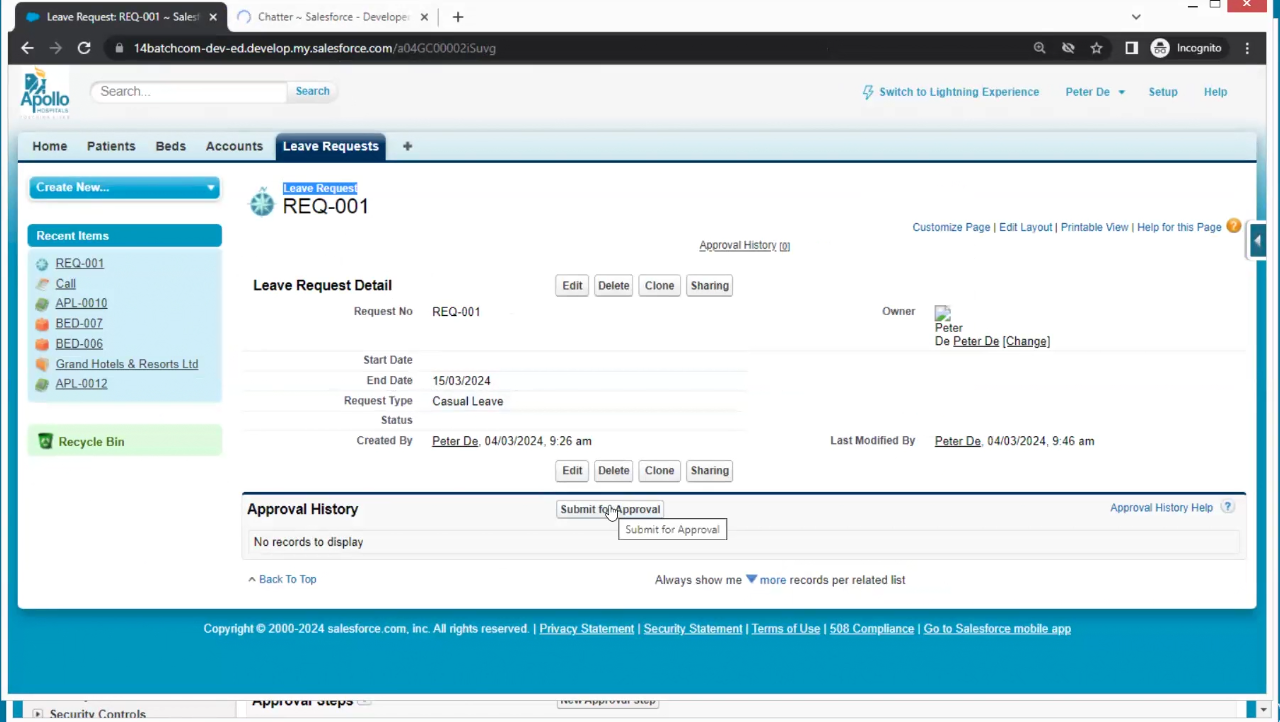 Leave Request: REQ-001 ~ Sales
Chatter ~ Salesforce - Developer
14batchcom-dev-ed.develop.my.salesforce.com/a04GC00002iSuvg
Incognito
Apollo
HOSPITALS
Search...
Search
Switch to Lightning Experience
Peter De
Setup
Help
Home
Patients
Beds
Accounts
Leave Requests
Create New...
Recent Items
REQ-001
Call
APL-0010
BED-007
BED-006
Grand Hotels & Resorts Ltd
APL-0012
Recycle Bin
Leave Request
REQ-001
Customize Page | Edit Layout | Printable View | Help for this Page
Approval History [0]
Leave Request Detail
Edit Delete Clone Sharing
Request No REQ-001
Owner
Peter
De Peter De [Change]
Start Date
End Date 15/03/2024
Request Type Casual Leave
Status
Created By Peter De, 04/03/2024, 9:26 am
Last Modified By Peter De, 04/03/2024, 9:46 am
Edit Delete Clone Sharing
Approval History
Submit for Approval
Approval History Help
Submit for Approval
No records to display
Back To Top
Always show me more records per related list
Copyright © 2000-2024 salesforce.com, inc. All rights reserved. | Privacy Statement | Security Statement | Terms of Use | 508 Compliance | Go to Salesforce mobile app
Security Controls
Approval Steps
New Approval Step